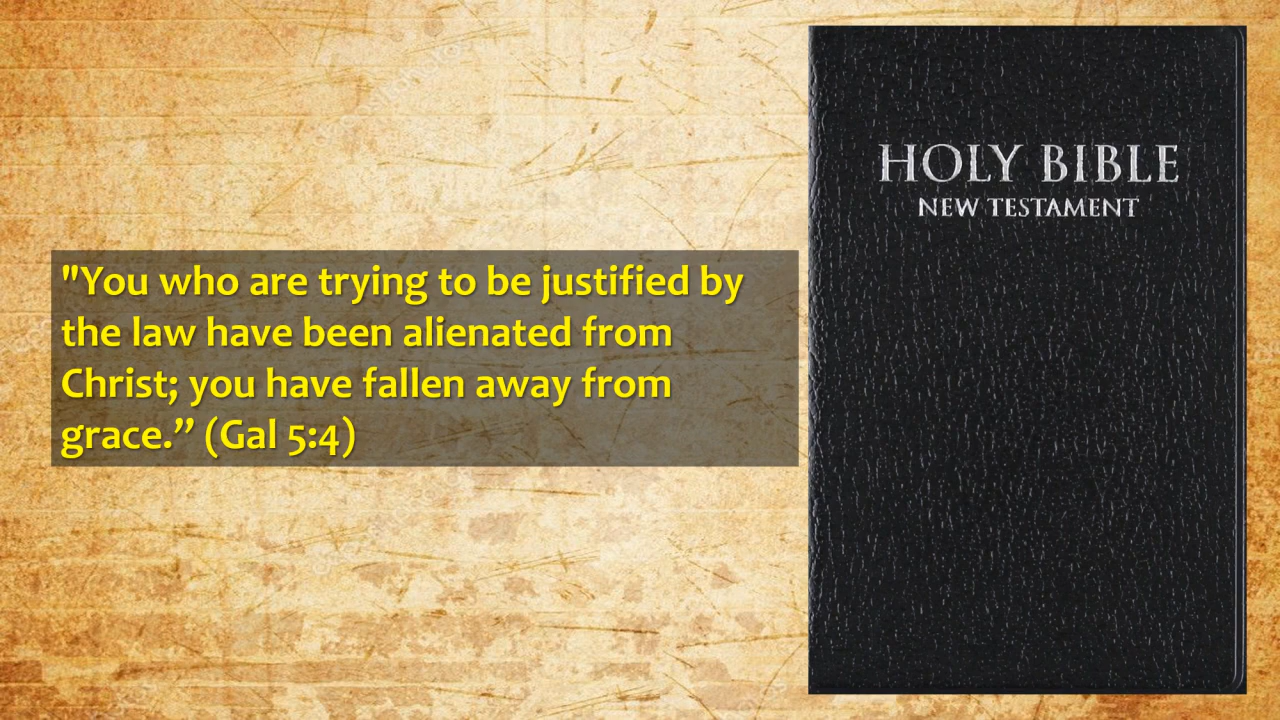 "You who are trying to be justified by
the law have been alienated from
Christ; you have fallen away from
grace.” (Gal 5:4)
HOLY BIBLE
NEW TESTAMENT